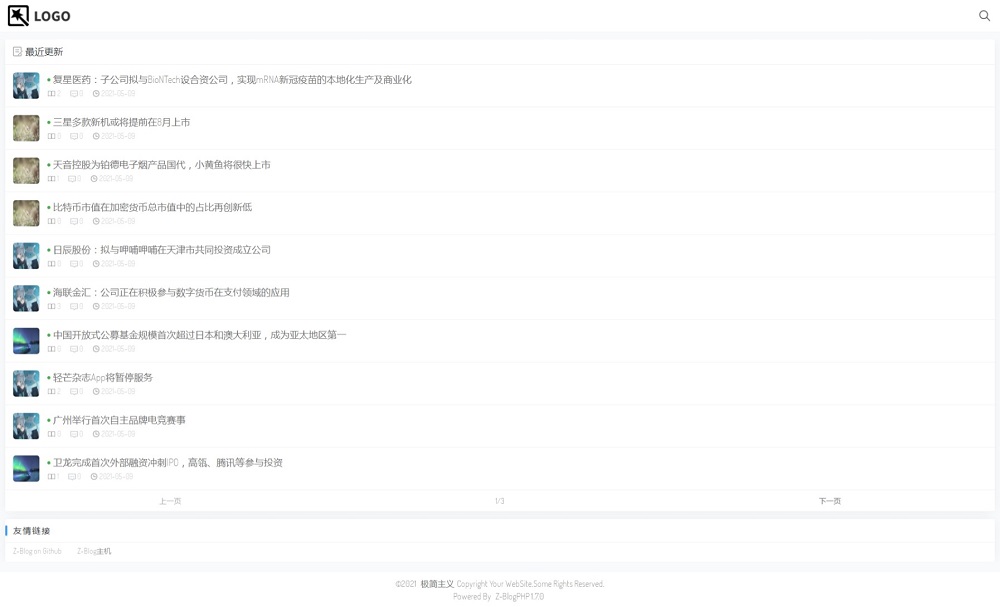 LOGO
最近更新
复星医药：子公司拟与BioNTech设合资公司，实现mRNA新冠疫苗的本地化生产及商业化
2 0 2021-05-09
三星多款新机或将提前在8月上市
0 0 2021-05-09
天音控股为铂德电子烟产品国代，小黄鱼将很快上市
1 0 2021-05-09
比特币市值在加密货币总市值中的占比再创新低
0 0 2021-05-09
日辰股份：拟与呷哺呷哺在天津市共同投资成立公司
0 0 2021-05-09
海联金汇：公司正在积极参与数字货币在支付领域的应用
3 0 2021-05-09
中国开放式公募基金规模首次超过日本和澳大利亚，成为亚太地区第一
0 0 2021-05-09
轻芒杂志App将暂停服务
2 0 2021-05-09
广州举行首次自主品牌电竞赛事
0 0 2021-05-09
卫龙完成首次外部融资冲刺IPO，高瓴、腾讯等参与投资
1 0 2021-05-09
上一页 1/3 下一页
友情链接
Z-Blog on Github Z-Blog主机
©2021 极简主义 Copyright Your WebSite.Some Rights Reserved.
Powered By Z-BlogPHP 1.7.0